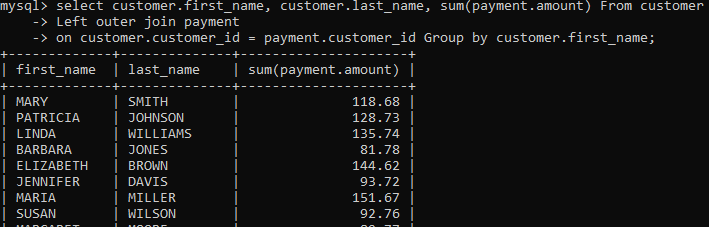 mysql> select customer.first_name, customer.last_name, sum(payment.amount) From customer
-> Left outer join payment
-> on customer.customer_id = payment.customer_id Group by customer.first_name;
+-------------+-------------+---------------------+
| first_name | last_name | sum(payment.amount) |
+-------------+-------------+---------------------+
| MARY | SMITH | 118.68 |
| PATRICIA | JOHNSON | 128.73 |
| LINDA | WILLIAMS | 135.74 |
| BARBARA | JONES | 81.78 |
| ELIZABETH | BROWN | 144.62 |
| JENNIFER | DAVIS | 93.72 |
| MARIA | MILLER | 151.67 |
| SUSAN | WILSON | 92.76 |